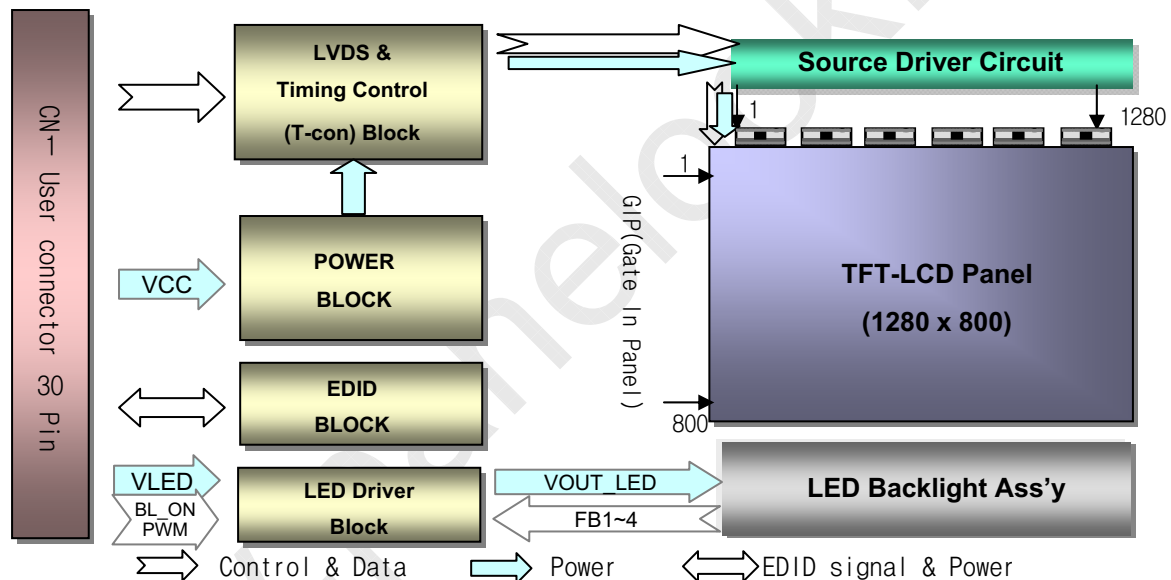 CN-1 User connector 30 Pin
LVDS &
Timing Control
(T-con) Block
Source Driver Circuit
1
1280
1
GIP(Gate In Panel)
800
TFT-LCD Panel
(1280 x 800)
VCC
POWER
BLOCK
EDID
BLOCK
VLED
BL_ON
PWM
LED Driver
Block
VOUT_LED
FB1~4
LED Backlight Ass'y
Control & Data
Power
EDID signal & Power